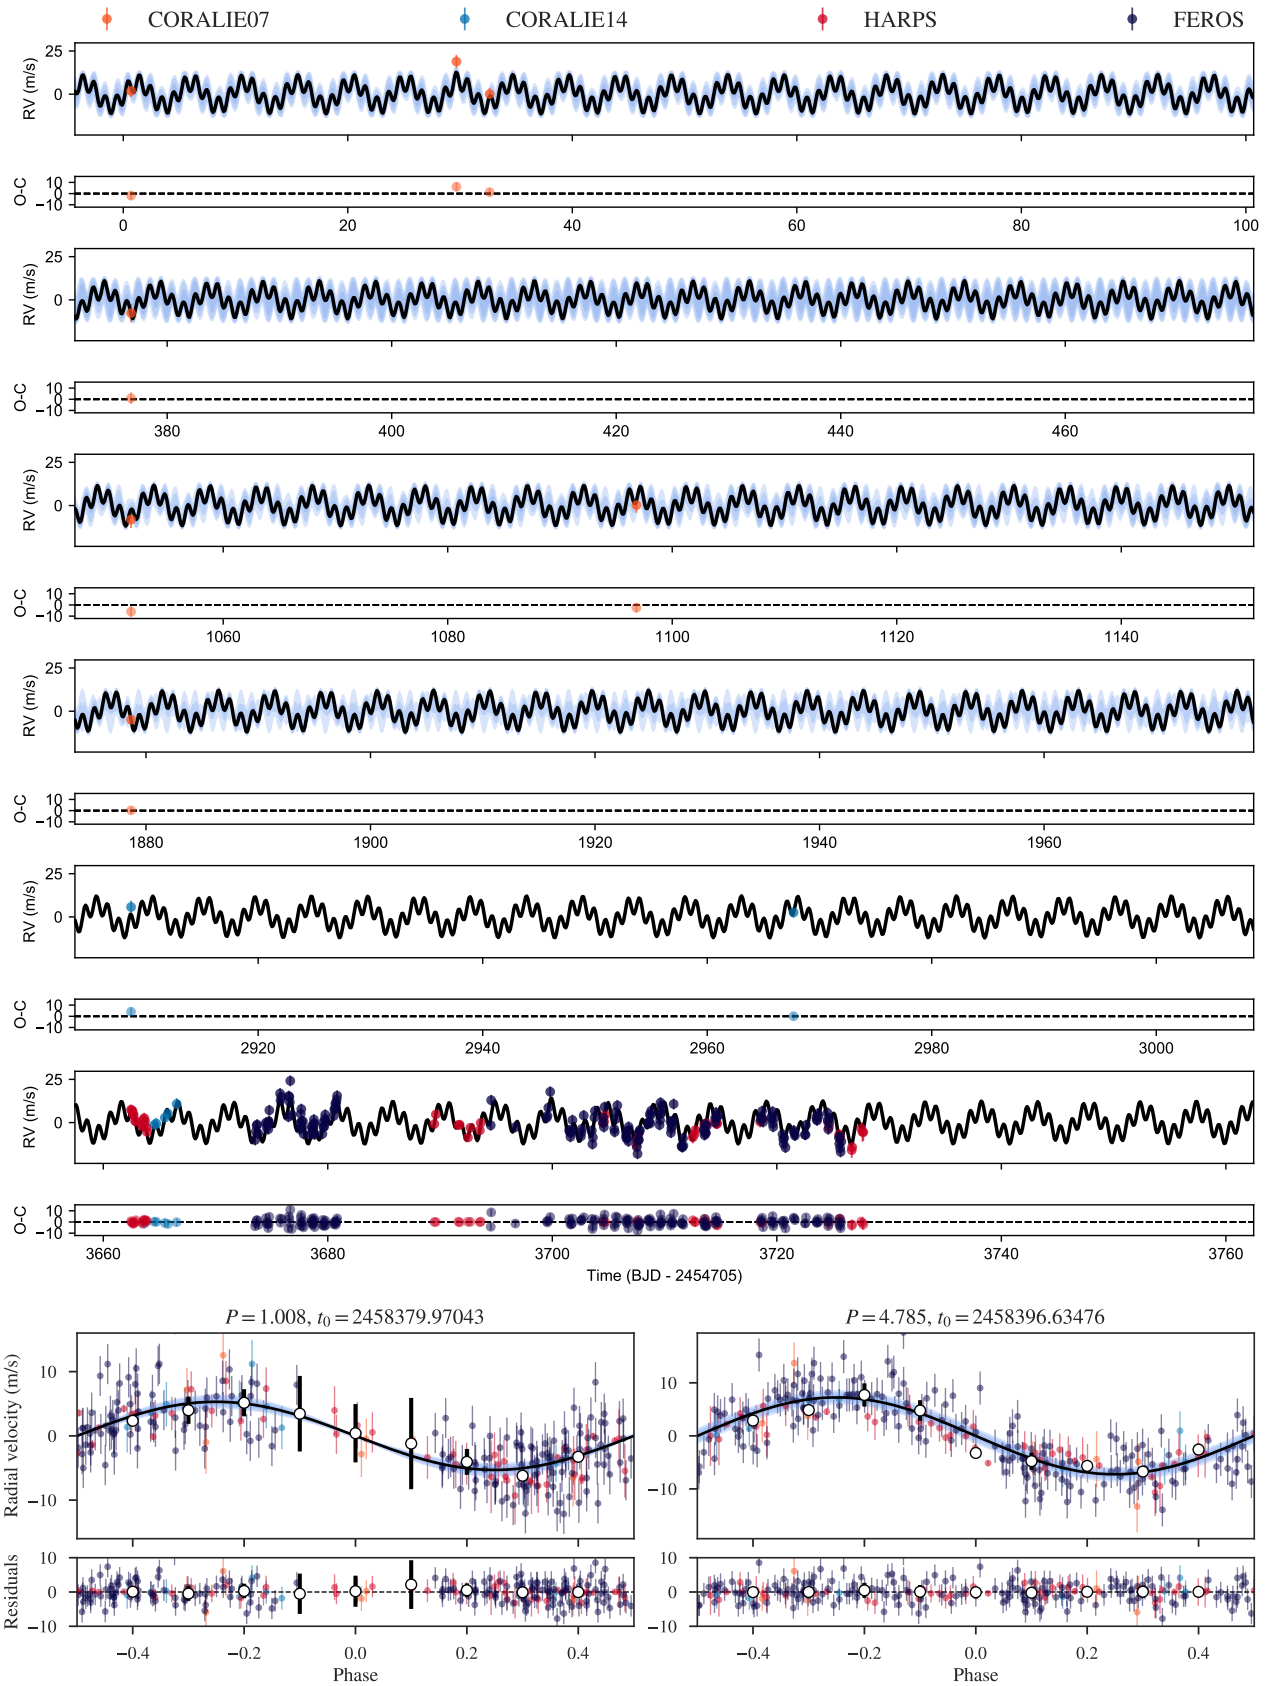 CORALIE07 CORALIE14 HARPS FEROS
RV (m/s)
25
0
O-C
10
0
−10
0 20 40 60 80 100
RV (m/s)
25
0
O-C
10
0
−10
380 400 420 440 460
RV (m/s)
25
0
O-C
10
0
−10
1060 1080 1100 1120 1140
RV (m/s)
25
0
O-C
10
0
−10
1880 1900 1920 1940 1960
RV (m/s)
25
0
O-C
10
0
−10
2920 2940 2960 2980 3000
RV (m/s)
25
0
O-C
10
0
−10
3660 3680 3700 3720 3740 3760
Time (BJD - 2454705)
P = 1.008, t₀ = 2458379.97043
P = 4.785, t₀ = 2458396.63476
Radial velocity (m/s)
10
0
−10
10
0
−10
Residuals
10
0
−10
10
0
−10
−0.4 −0.2 0.0 0.2 0.4
−0.4 −0.2 0.0 0.2 0.4
Phase
Phase